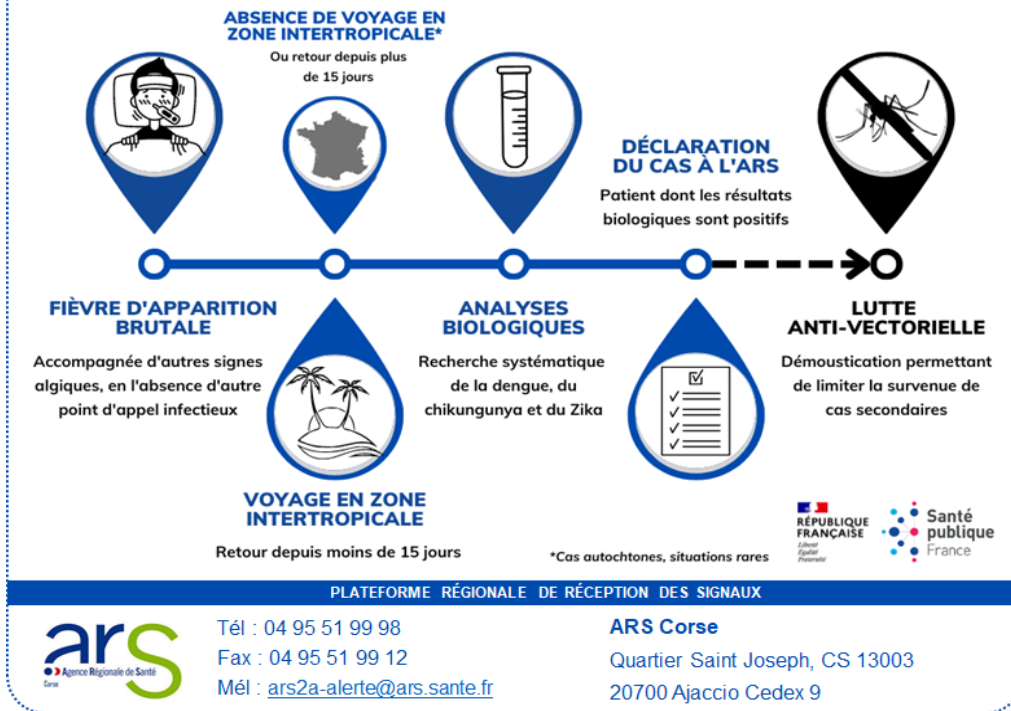 ABSENCE DE VOYAGE EN
ZONE INTERTROPICALE*
Ou retour depuis plus
de 15 jours
DÉCLARATION
DU CAS À L'ARS
Patient dont les résultats
biologiques sont positifs
FIÈVRE D'APPARITION
BRUTALE
Accompagnée d'autres signes
algiques, en l'absence d'autre
point d'appel infectieux
ANALYSES
BIOLOGIQUES
Recherche systématique
de la dengue, du
chikungunya et du Zika
LUTTE
ANTI-VECTORIELLE
Démoustication permettant
de limiter la survenue de
cas secondaires
VOYAGE EN ZONE
INTERTROPICALE
Retour depuis moins de 15 jours
*Cas autochtones, situations rares
RÉPUBLIQUE
FRANÇAISE
Liberté
Égalité
Fraternité
Santé
publique
France
PLATEFORME RÉGIONALE DE RÉCEPTION DES SIGNAUX
ars
Agence Régionale de Santé
Corse
Tél : 04 95 51 99 98
Fax : 04 95 51 99 12
Mél : ars2a-alerte@ars.sante.fr
ARS Corse
Quartier Saint Joseph, CS 13003
20700 Ajaccio Cedex 9